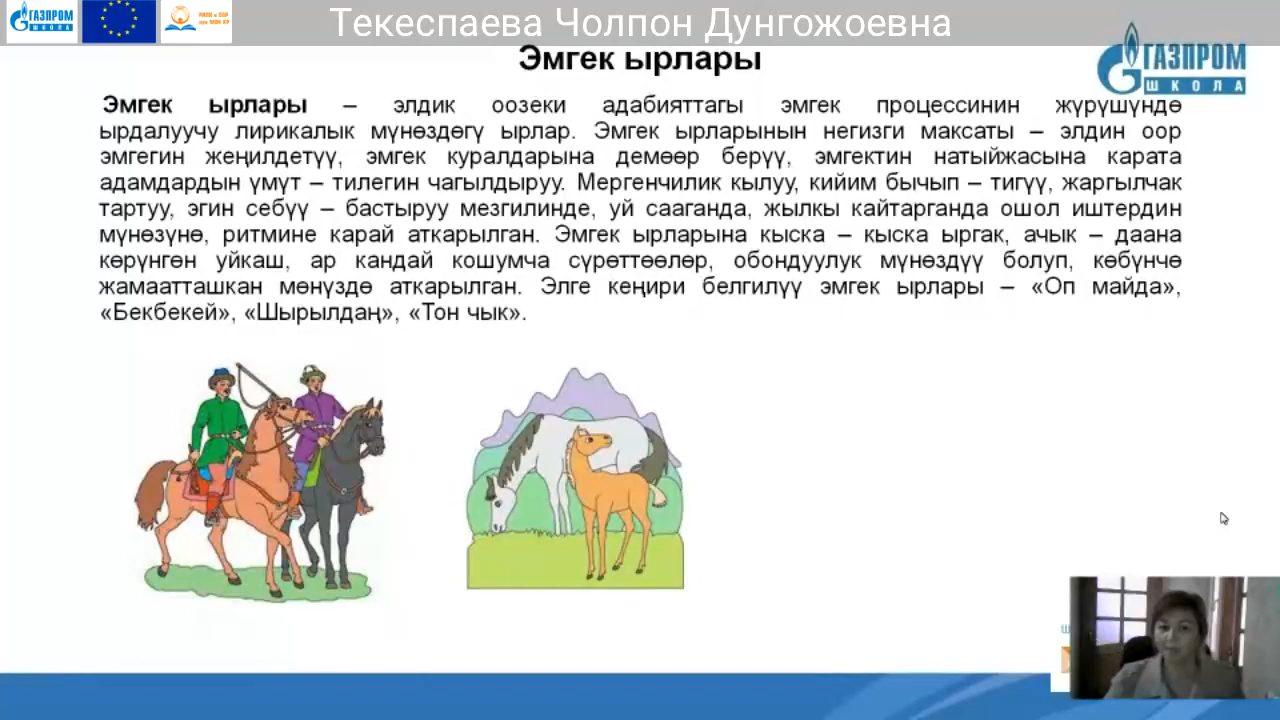 ГАЗПРОМ
ШКОЛА
Текеспаева Чолпон Дунгожоевна
Эмгек ырлары
ГАЗПРОМ
ШКОЛА
Эмгек ырлары – элдик оозеки адабияттагы эмгек процессинин жүрүшүндө
ырдалуучу лирикалык мүнөздөгү ырлар. Эмгек ырларынын негизги максаты – элдин оор
эмгегин жеңилдетүү, эмгек куралдарына демөөр берүү, эмгектин натыйжасына карата
адамдардын үмүт – тилегин чагылдыруу. Мергенчилик кылуу, кийим бычып – тигүү, жаргылчак
тартуу, эгин себүү – бастыруу мезгилинде, уй сааганда, жылкы кайтарганда ошол иштердин
мүнөзүнө, ритмине карай аткарылган. Эмгек ырларына кыска – кыска ыргак, ачык – даана
көрүнгөн уйкаш, ар кандай кошумча сүрөттөөлөр, обондуулук мүнөздүү болуп, көбүнчө
жамаатташкан мөнүздө аткарылган. Элге кеңири белгилүү эмгек ырлары – «Оп майда»,
«Бекбекей», «Шырылдаң», «Тон чык».